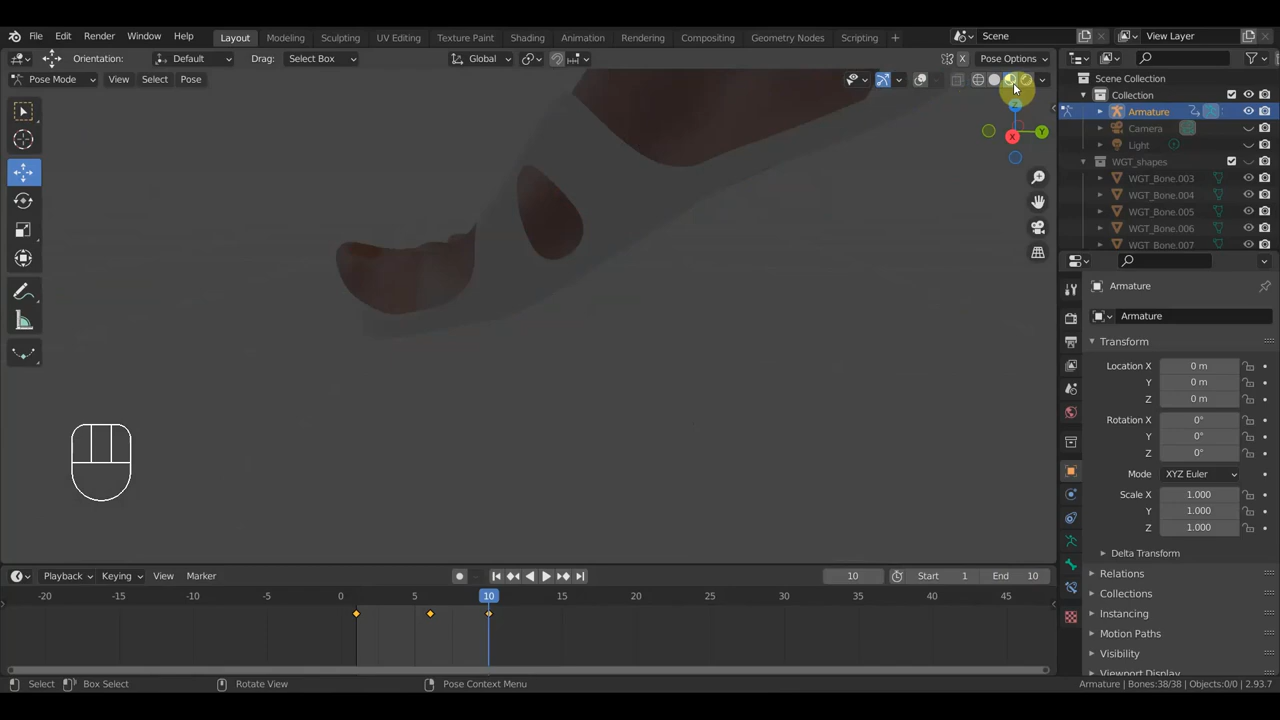 File Edit Render Window Help Layout Modeling Sculpting UV Editing Texture Paint Shading Animation Rendering Compositing Geometry Nodes Scripting + Scene View Layer
Orientation: Default Drag: Select Box Global X Pose Options
Pose Mode View Select Pose
Scene Collection
Collection
Armature
Camera
Light
WGT_shapes
WGT_Bone.003
WGT_Bone.004
WGT_Bone.005
WGT_Bone.006
WGT_Bone.007
Z
Y
X
Armature
Armature
Transform
Location X 0 m
Y 0 m
Z 0 m
Rotation X 0°
Y 0°
Z 0°
Mode XYZ Euler
Scale X 1.000
Y 1.000
Z 1.000
Delta Transform
Relations
Collections
Instancing
Motion Paths
Visibility
Viewport Display
Playback Keying View Marker 10 Start 1 End 10
-20 -15 -10 -5 0 5 10 15 20 25 30 35 40 45
Select Box Select Rotate View Pose Context Menu Armature | Bones:38/38 | Objects:0/0 | 2.93.7